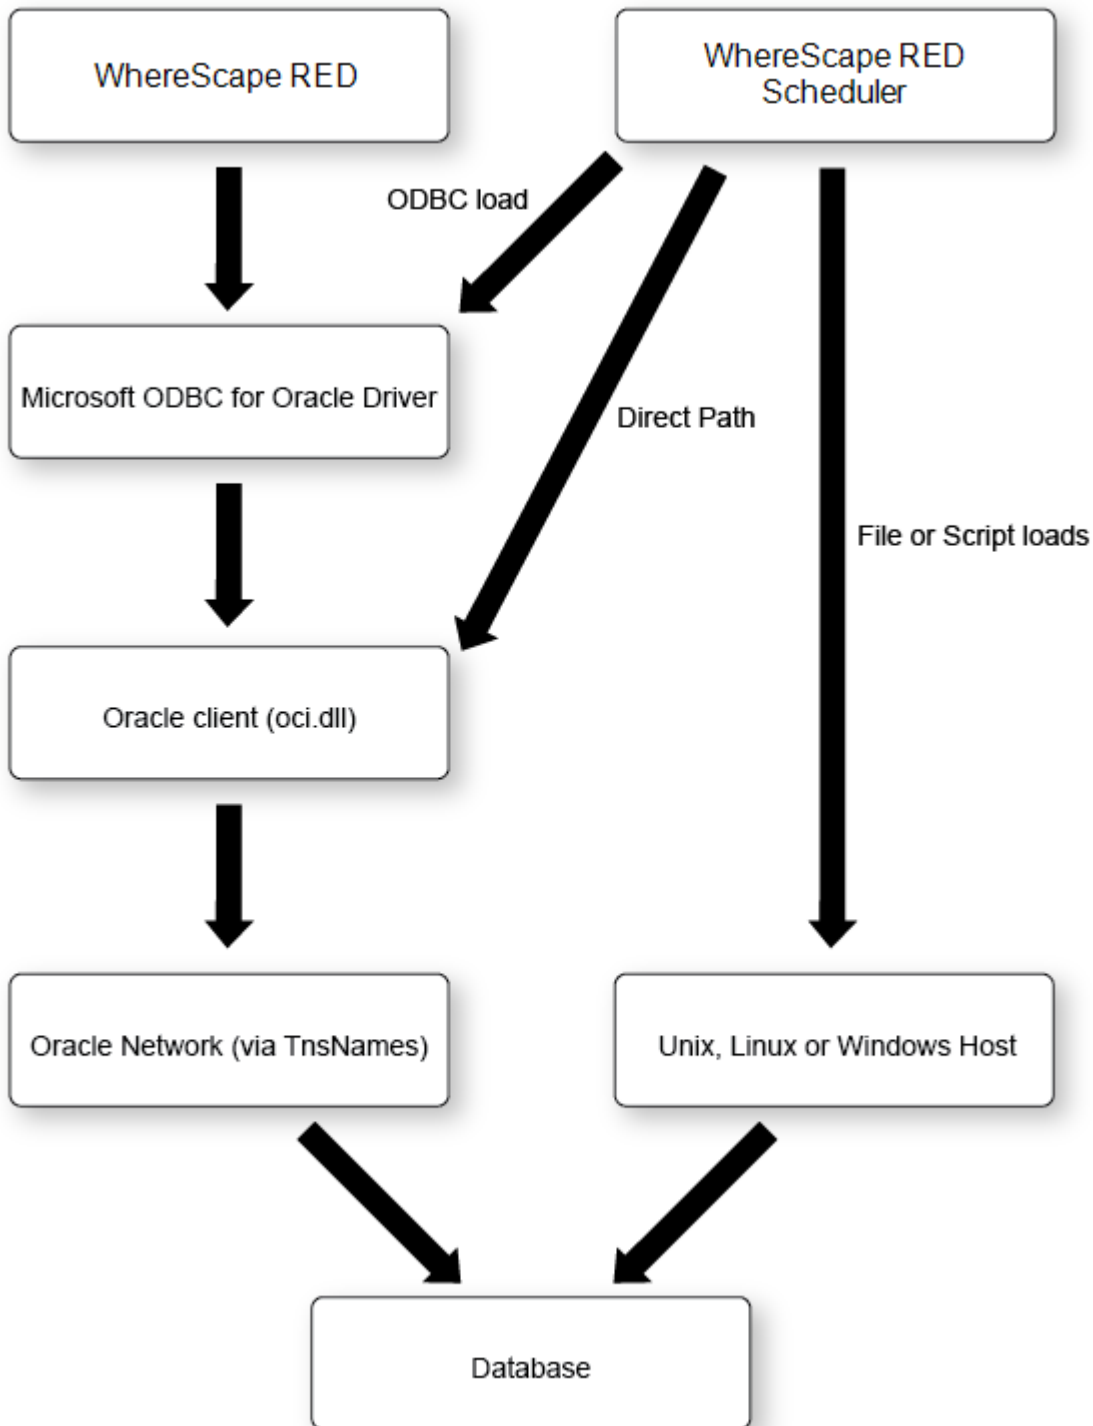 WhereScape RED
WhereScape RED
Scheduler
ODBC load
Microsoft ODBC for Oracle Driver
Direct Path
File or Script loads
Oracle client (oci.dll)
Oracle Network (via TnsNames)
Unix, Linux or Windows Host
Database